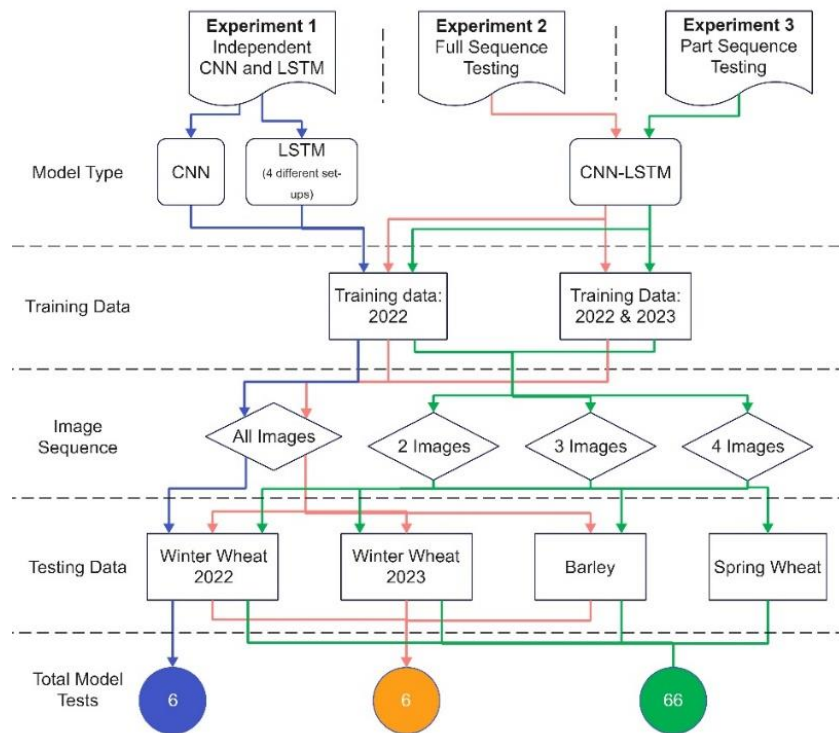 Experiment 1
Independent
CNN and LSTM
Experiment 2
Full Sequence
Testing
Experiment 3
Part Sequence
Testing
Model Type
CNN
LSTM
(4 different set-
ups)
CNN-LSTM
Training Data
Training data:
2022
Training Data:
2022 & 2023
Image
Sequence
All Images
2 Images
3 Images
4 Images
Testing Data
Winter Wheat
2022
Winter Wheat
2023
Barley
Spring Wheat
Total Model
Tests
6
6
66